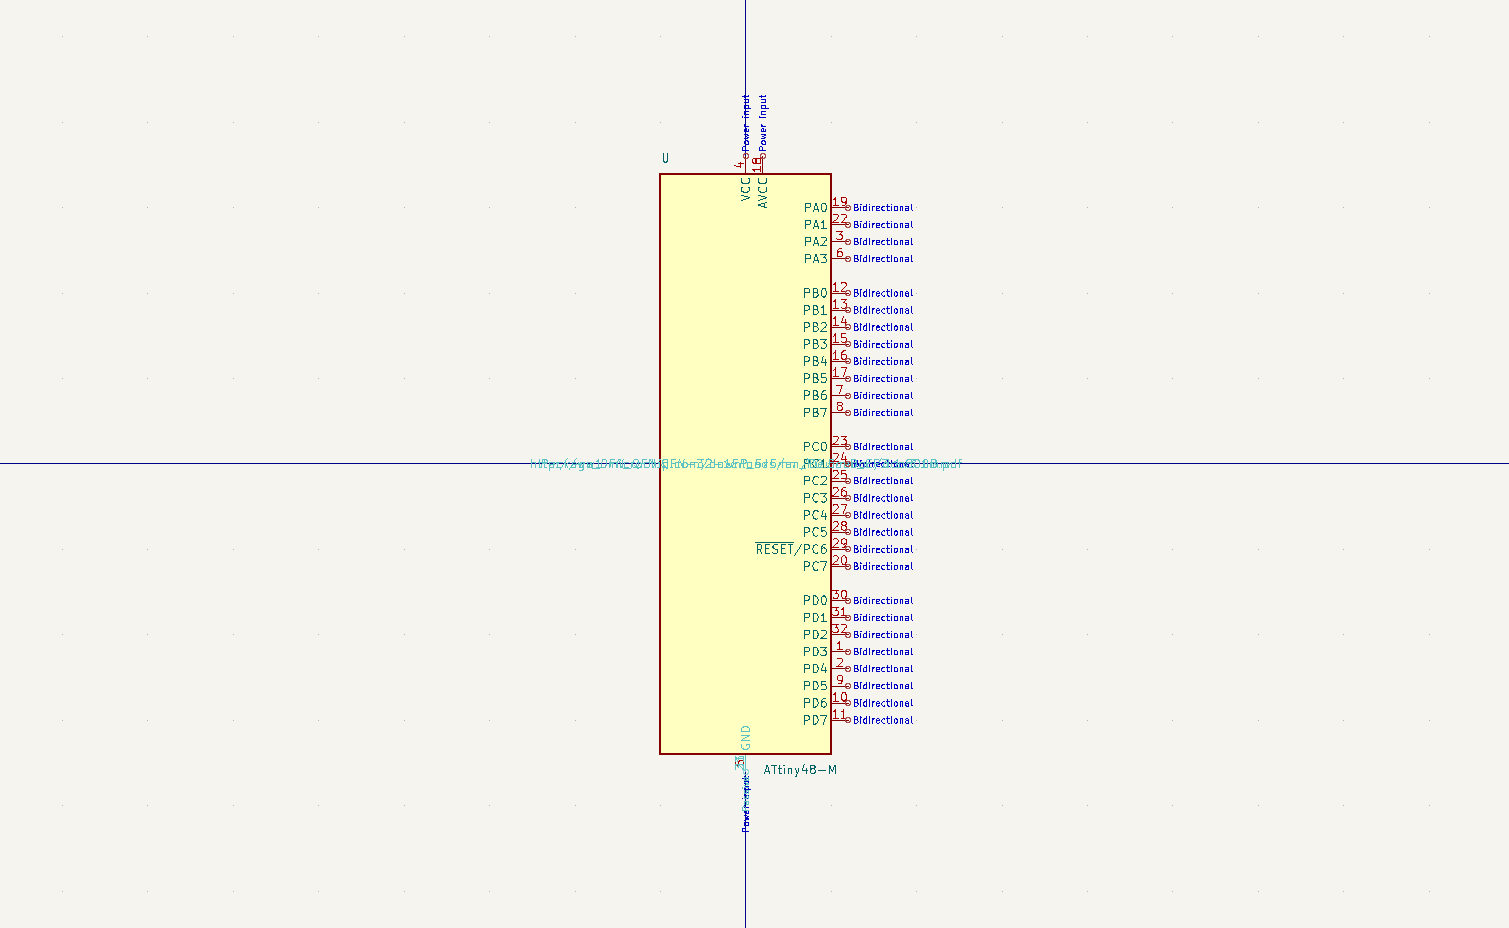 Power input
Power input
U
4
18
VCC
AVCC
PA0 19 Bidirectional
PA1 22 Bidirectional
PA2 3 Bidirectional
PA3 6 Bidirectional
PB0 12 Bidirectional
PB1 13 Bidirectional
PB2 14 Bidirectional
PB3 15 Bidirectional
PB4 16 Bidirectional
PB5 17 Bidirectional
PB6 7 Bidirectional
PB7 8 Bidirectional
PC0 23 Bidirectional
PC1 24 Bidirectional
PC2 25 Bidirectional
PC3 26 Bidirectional
PC4 27 Bidirectional
PC5 28 Bidirectional
RESET/PC6 29 Bidirectional
PC7 20 Bidirectional
PD0 30 Bidirectional
PD1 31 Bidirectional
PD2 32 Bidirectional
PD3 1 Bidirectional
PD4 2 Bidirectional
PD5 9 Bidirectional
PD6 10 Bidirectional
PD7 11 Bidirectional
GND
ATtiny48-M
Power input